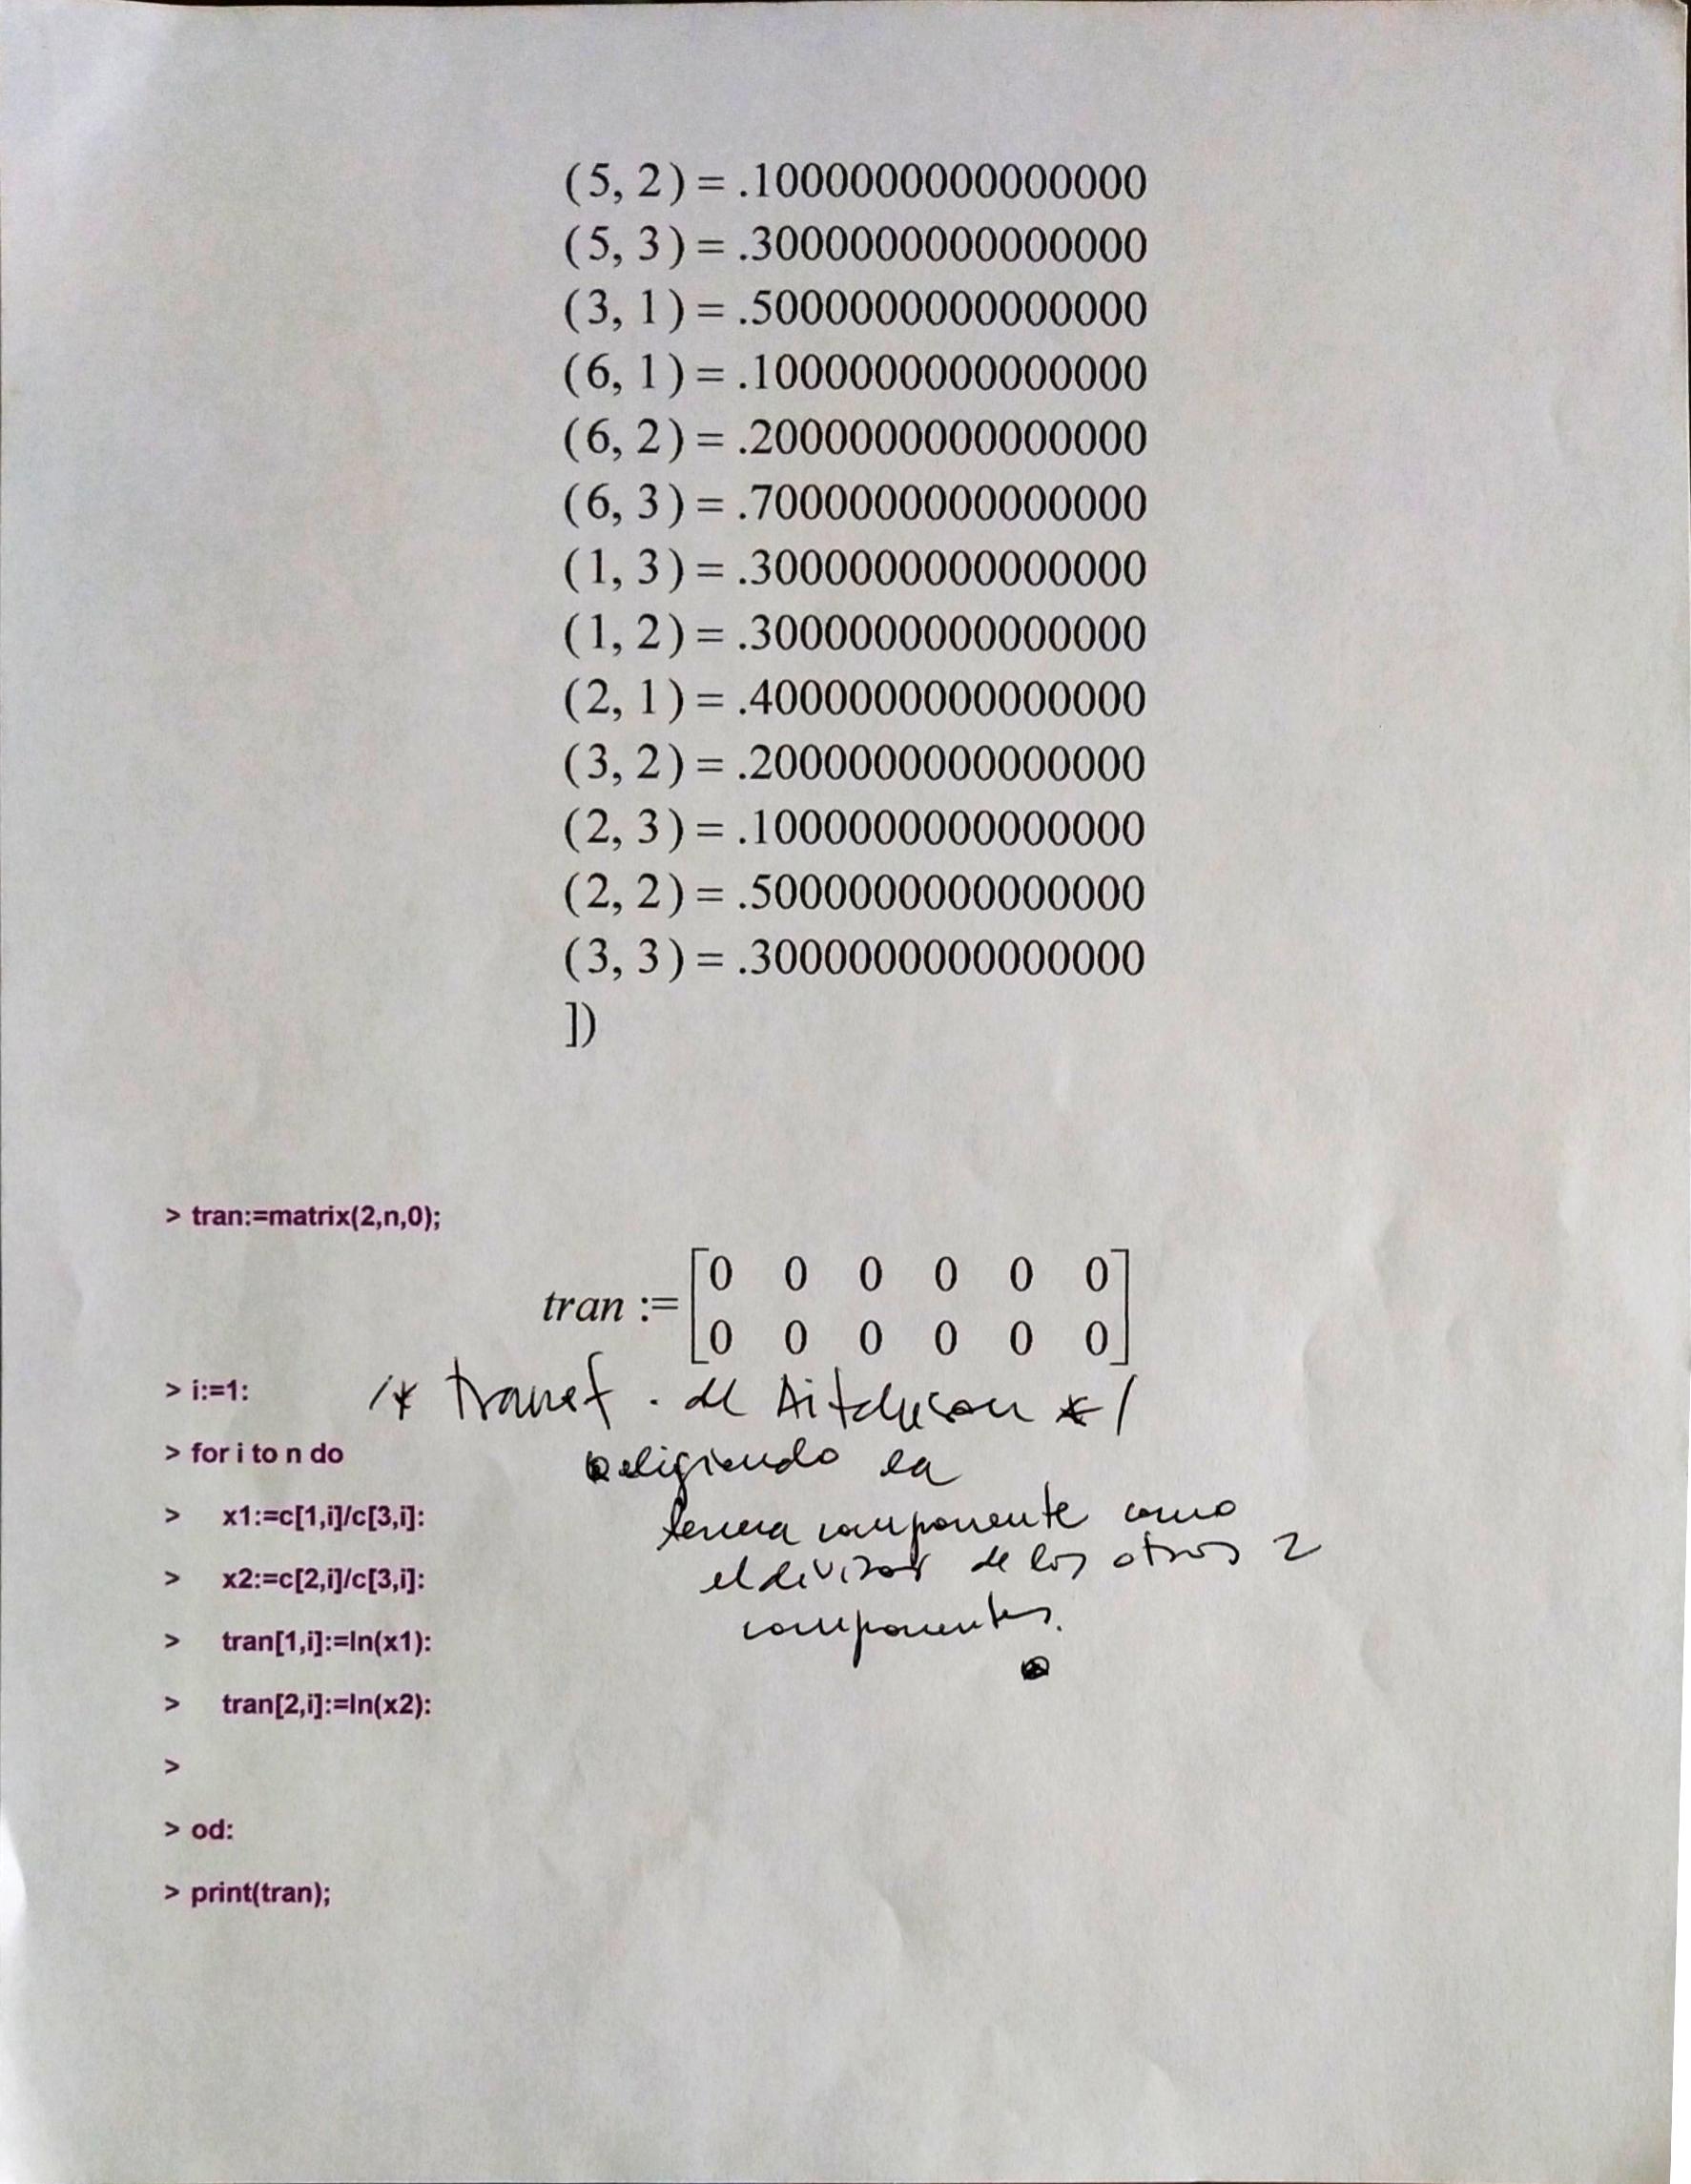 (5, 2) = .1000000000000000
(5, 3) = .3000000000000000
(3, 1) = .5000000000000000
(6, 1) = .1000000000000000
(6, 2) = .2000000000000000
(6, 3) = .7000000000000000
(1, 3) = .3000000000000000
(1, 2) = .3000000000000000
(2, 1) = .4000000000000000
(3, 2) = .2000000000000000
(2, 3) = .1000000000000000
(2, 2) = .5000000000000000
(3, 3) = .3000000000000000
])
> tran:=matrix(2,n,0);
tran := [0 0 0 0 0 0]
[0 0 0 0 0 0]
> i:=1: /* transf. de Aitchison */
> for i to n do eligiendo la
> x1:=c[1,i]/c[3,i]: tercera componente como
> x2:=c[2,i]/c[3,i]: el divisor de los otros 2
> tran[1,i]:=ln(x1): componentes.
> tran[2,i]:=ln(x2):
>
> od:
> print(tran);